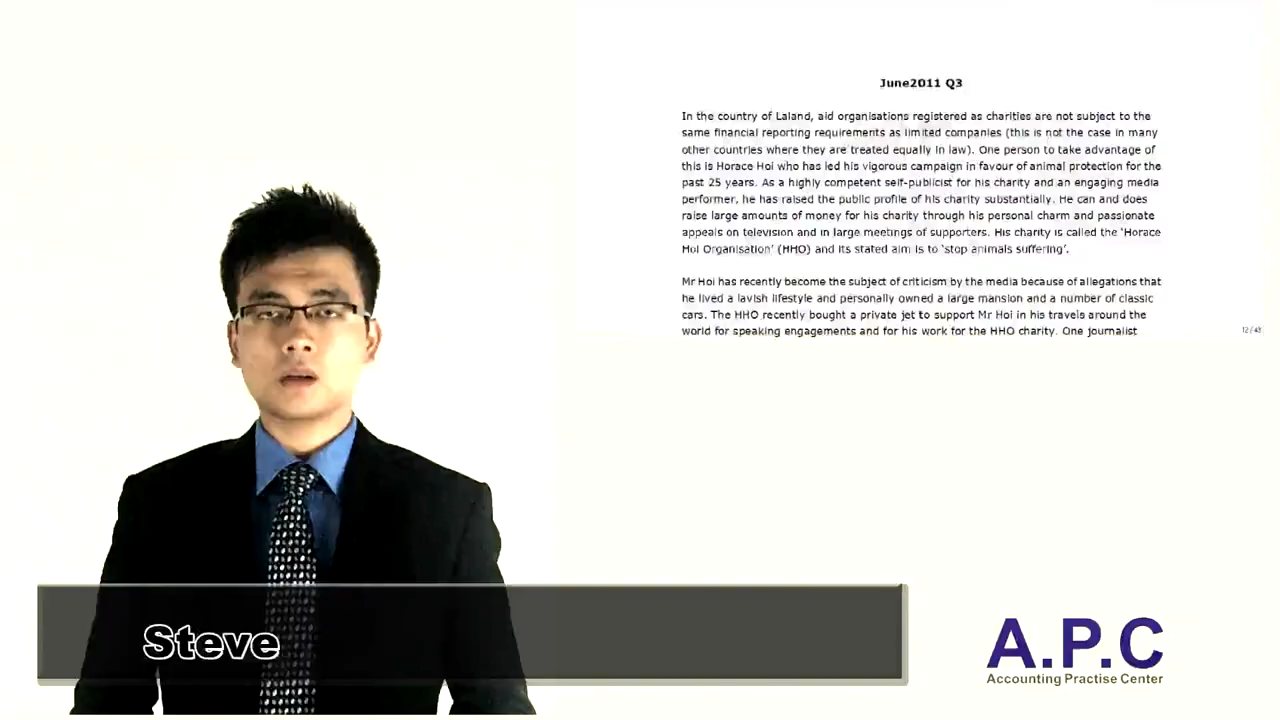 June2011 Q3
In the country of Laland, aid organisations registered as charities are not subject to the
same financial reporting requirements as limited companies (this is not the case in many
other countries where they are treated equally in law). One person to take advantage of
this is Horace Hoi who has led his vigorous campaign in favour of animal protection for the
past 25 years. As a highly competent self-publicist for his charity and an engaging media
performer, he has raised the public profile of his charity substantially. He can and does
raise large amounts of money for his charity through his personal charm and passionate
appeals on television and in large meetings of supporters. His charity is called the ‘Horace
Hoi Organisation’ (HHO) and its stated aim is to ‘stop animals suffering’.
Mr Hoi has recently become the subject of criticism by the media because of allegations that
he lived a lavish lifestyle and personally owned a large mansion and a number of classic
cars. The HHO recently bought a private jet to support Mr Hoi in his travels around the
world for speaking engagements and for his work for the HHO charity. One journalist
12/43
Steve
A.P.C
Accounting Practise Center